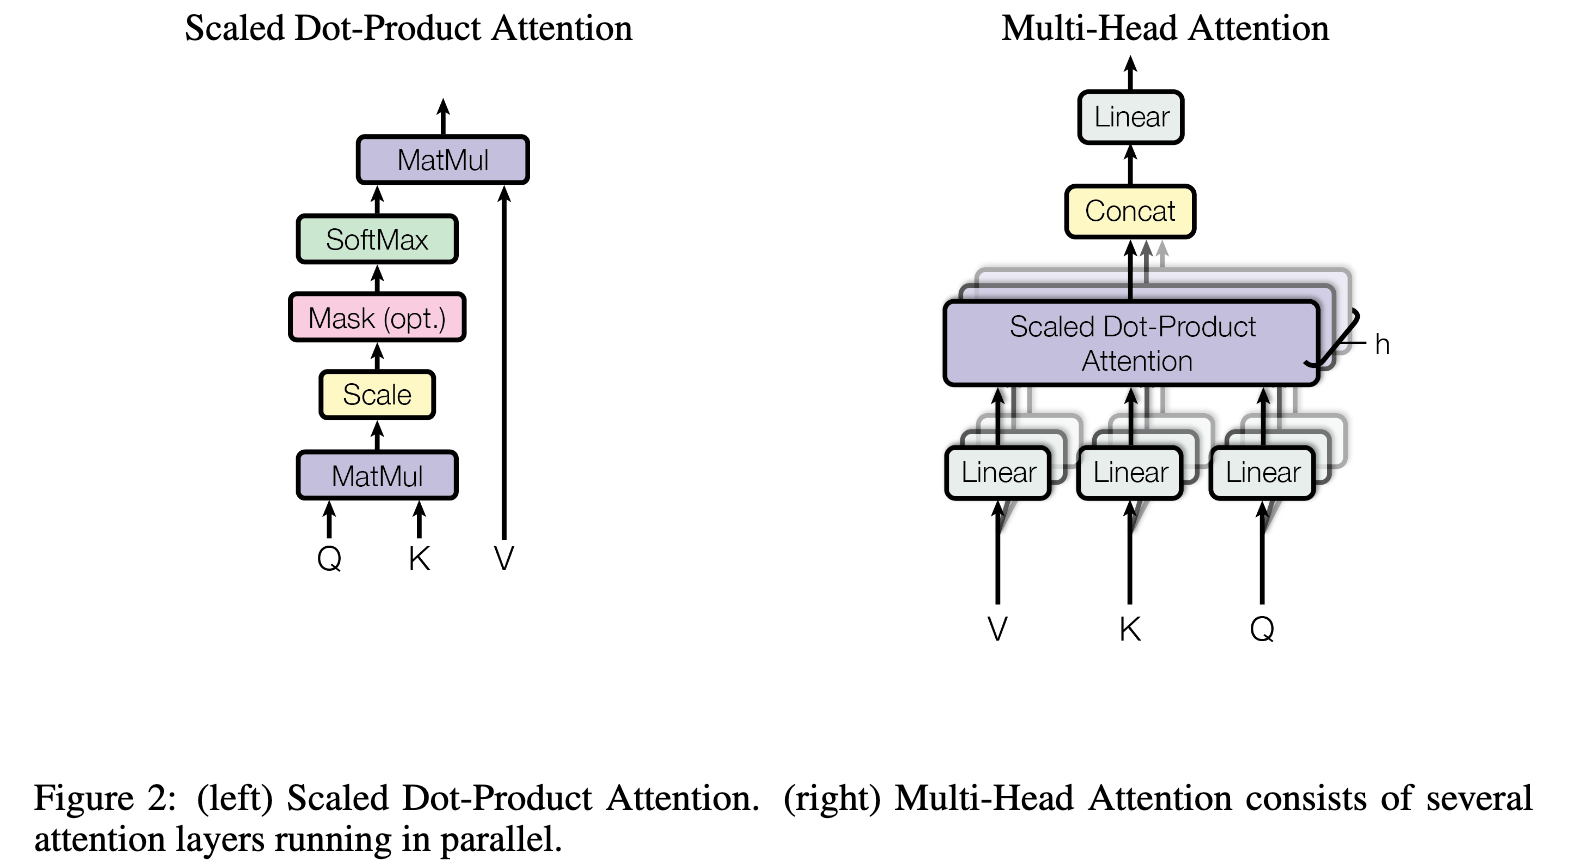 Scaled Dot-Product Attention
MatMul
SoftMax
Mask (opt.)
Scale
MatMul
Q K V
Multi-Head Attention
Linear
Concat
Scaled Dot-Product
Attention
h
Linear Linear Linear
V K Q
Figure 2: (left) Scaled Dot-Product Attention. (right) Multi-Head Attention consists of several
attention layers running in parallel.